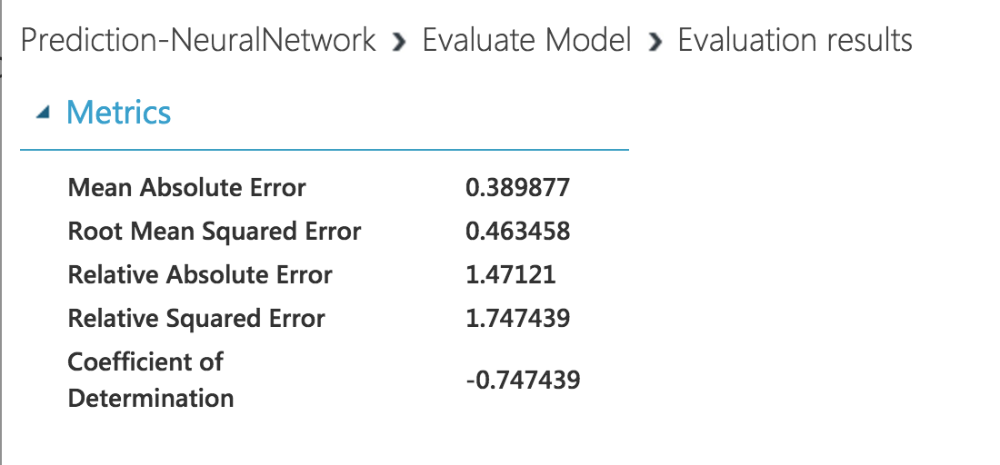 Prediction-NeuralNetwork › Evaluate Model › Evaluation results
Metrics
Mean Absolute Error 0.389877
Root Mean Squared Error 0.463458
Relative Absolute Error 1.47121
Relative Squared Error 1.747439
Coefficient of
Determination -0.747439